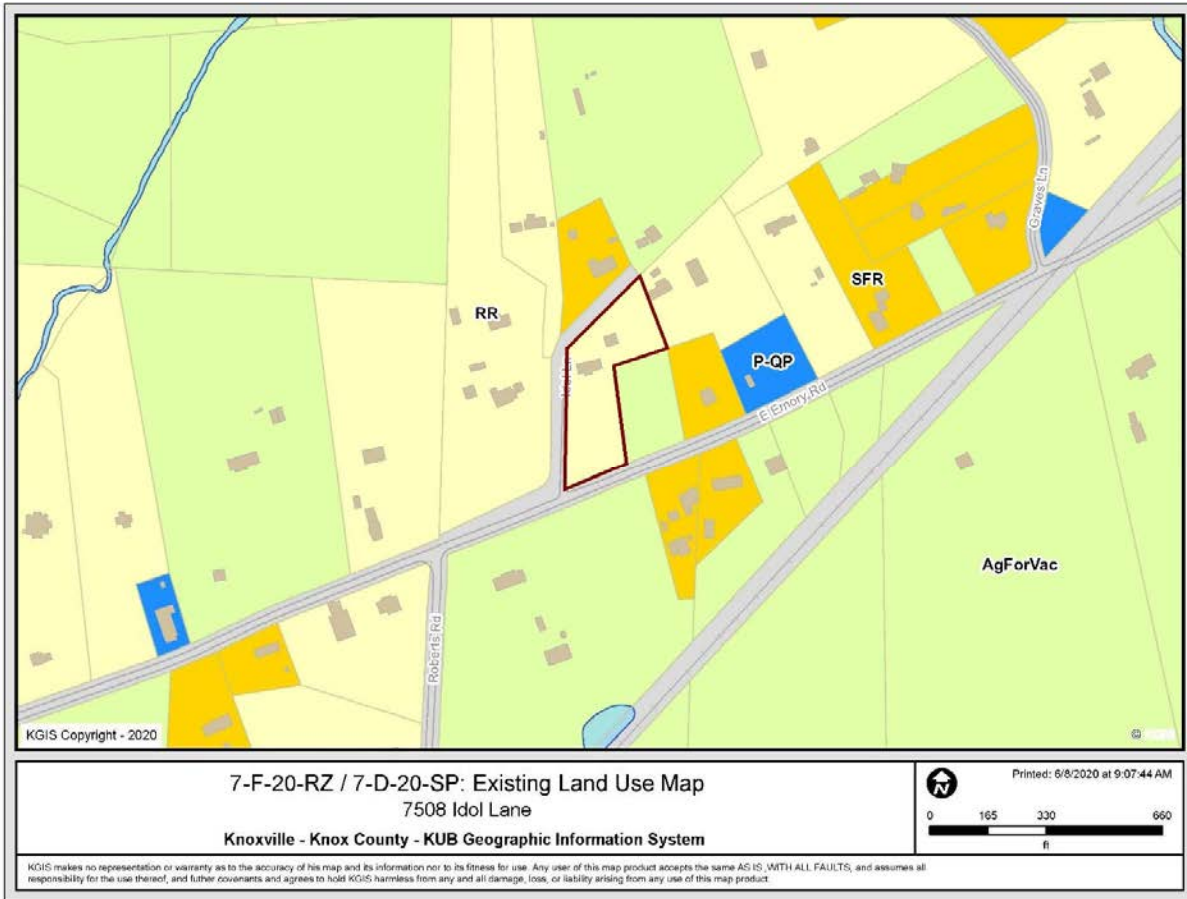 Graves Ln
SFR
RR
P-QP
Idol Ln
E Emory Rd
AgForVac
Roberts Rd
KGIS Copyright - 2020
©
7-F-20-RZ / 7-D-20-SP: Existing Land Use Map
7508 Idol Lane
Knoxville - Knox County - KUB Geographic Information System
N
Printed: 6/8/2020 at 9:07:44 AM
0 165 330 660
ft
KGIS makes no representation or warranty as to the accuracy of his map and its information nor to its fitness for use. Any user of this map product accepts the same AS IS ,WITH ALL FAULTS, and assumes all
responsibility for the use thereof, and futher covenants and agrees to hold KGIS harmless from any and all damage, loss, or liability arising from any use of this map product.